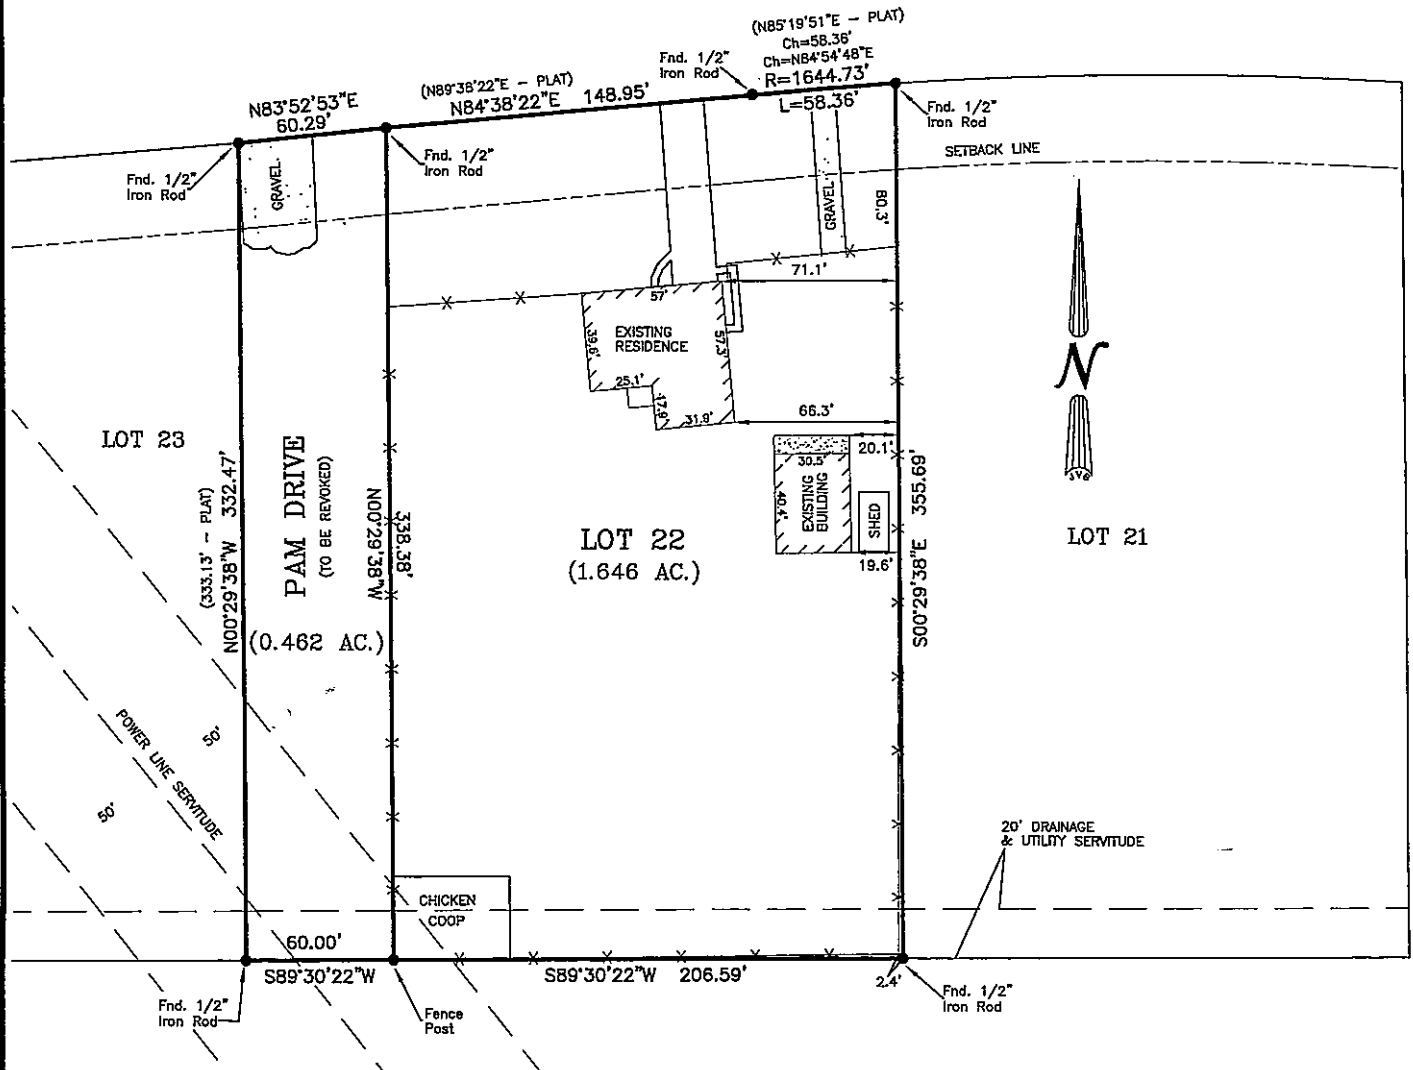 (N85°19'51"E - PLAT)
Ch=58.36'
Ch=N84°54'48"E
R=1644.73'
L=58.36'
Fnd. 1/2"
Iron Rod
(N89°38'22"E - PLAT)
N84°38'22"E 148.95'
N83°52'53"E
60.29'
Fnd. 1/2"
Iron Rod
Fnd. 1/2"
Iron Rod
Fnd. 1/2"
Iron Rod
SETBACK LINE
GRAVEL
GRAVEL
80.3'
71.1'
57'
EXISTING
RESIDENCE
39.6'
57.3'
25.1'
17.9'
31.9'
66.3'
20.1'
30.5'
40.4'
EXISTING
BUILDING
SHED
19.6'
N
LOT 23
PAM DRIVE
(TO BE REVOKED)
(0.462 AC.)
(333.13' - PLAT)
N00°29'38"W 332.47'
338.38'
N00°29'38"W
LOT 22
(1.646 AC.)
S00°29'38"E 355.69'
LOT 21
POWER LINE SERVITUDE
50'
50'
20' DRAINAGE
& UTILITY SERVITUDE
CHICKEN
COOP
60.00'
S89°30'22"W
S89°30'22"W 206.59'
2.4'
Fnd. 1/2"
Iron Rod
Fence
Post
Fnd. 1/2"
Iron Rod